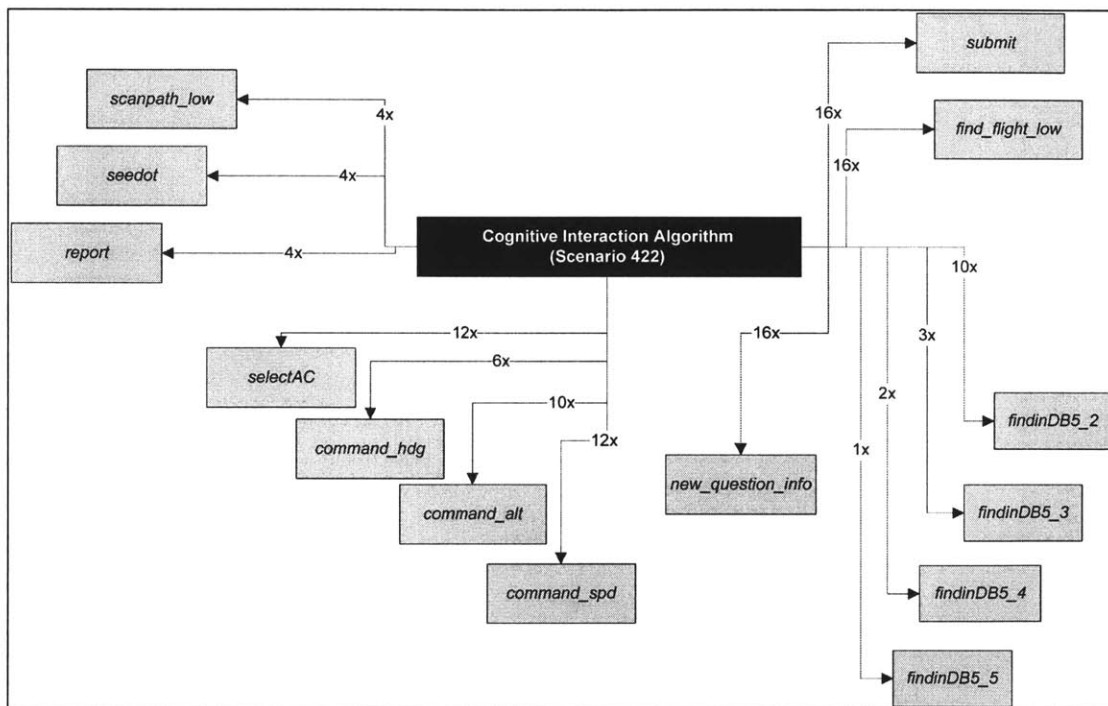 submit
scanpath_low
4x
16x
find_flight_low
seedot
4x
16x
report
4x
Cognitive Interaction Algorithm
(Scenario 422)
10x
12x
16x
3x
selectAC
6x
2x
10x
findinDB5_2
command_hdg
12x
1x
new_question_info
command_alt
findinDB5_3
command_spd
findinDB5_4
findinDB5_5